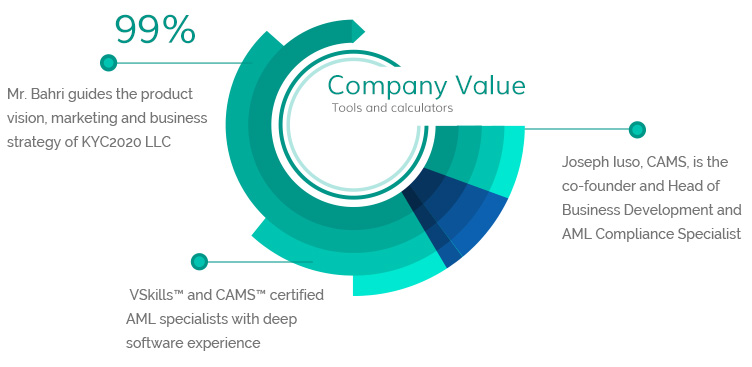 99%
Company Value
Tools and calculators
Mr. Bahri guides the product
vision, marketing and business
strategy of KYC2020 LLC
Joseph Iuso, CAMS, is the
co-founder and Head of
Business Development and
AML Compliance Specialist
VSkills™ and CAMS™ certified
AML specialists with deep
software experience